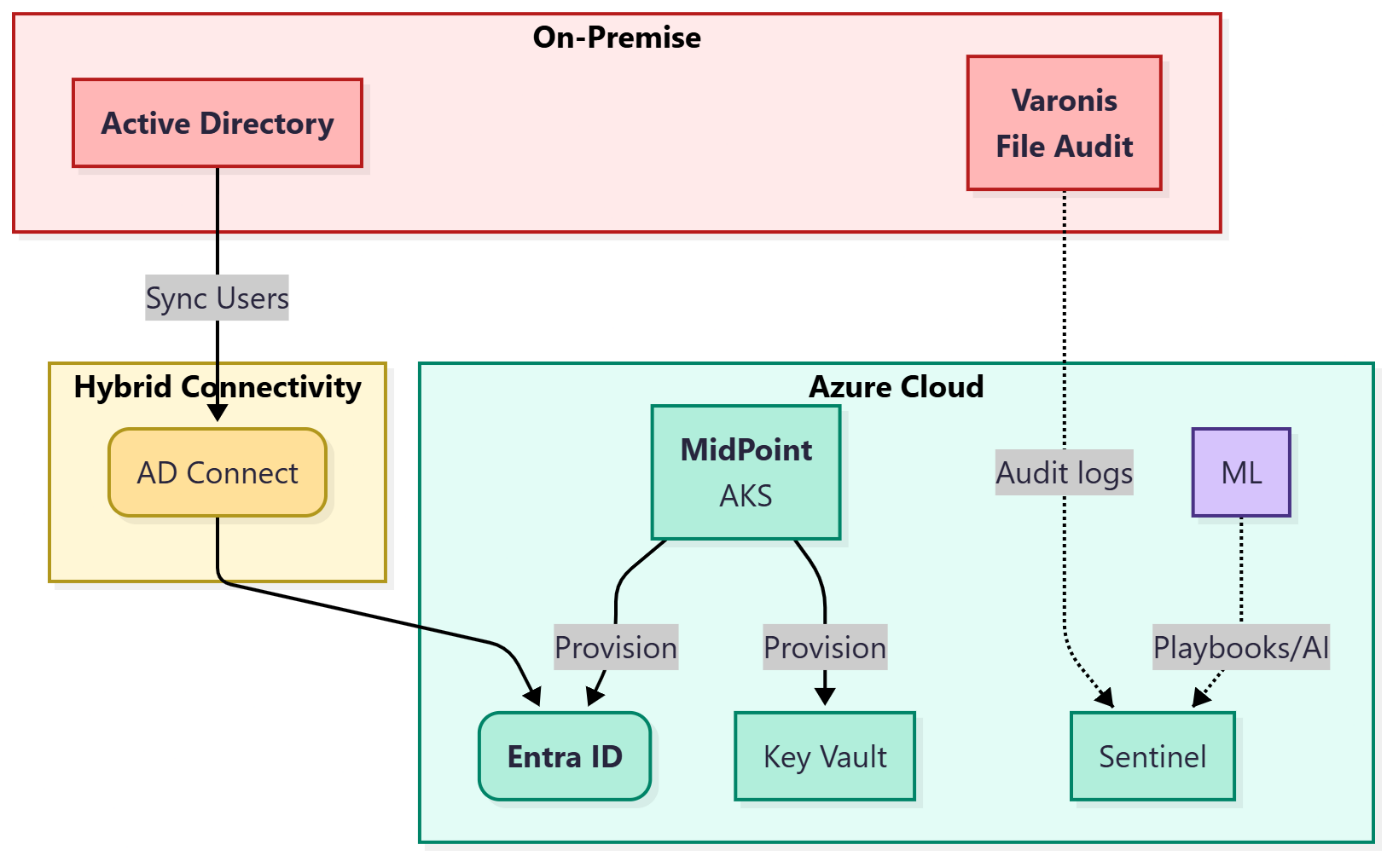 On-Premise
Active Directory
Varonis
File Audit
Sync Users
Hybrid Connectivity
AD Connect
Azure Cloud
MidPoint
AKS
Audit logs
ML
Provision
Provision
Playbooks/AI
Entra ID
Key Vault
Sentinel